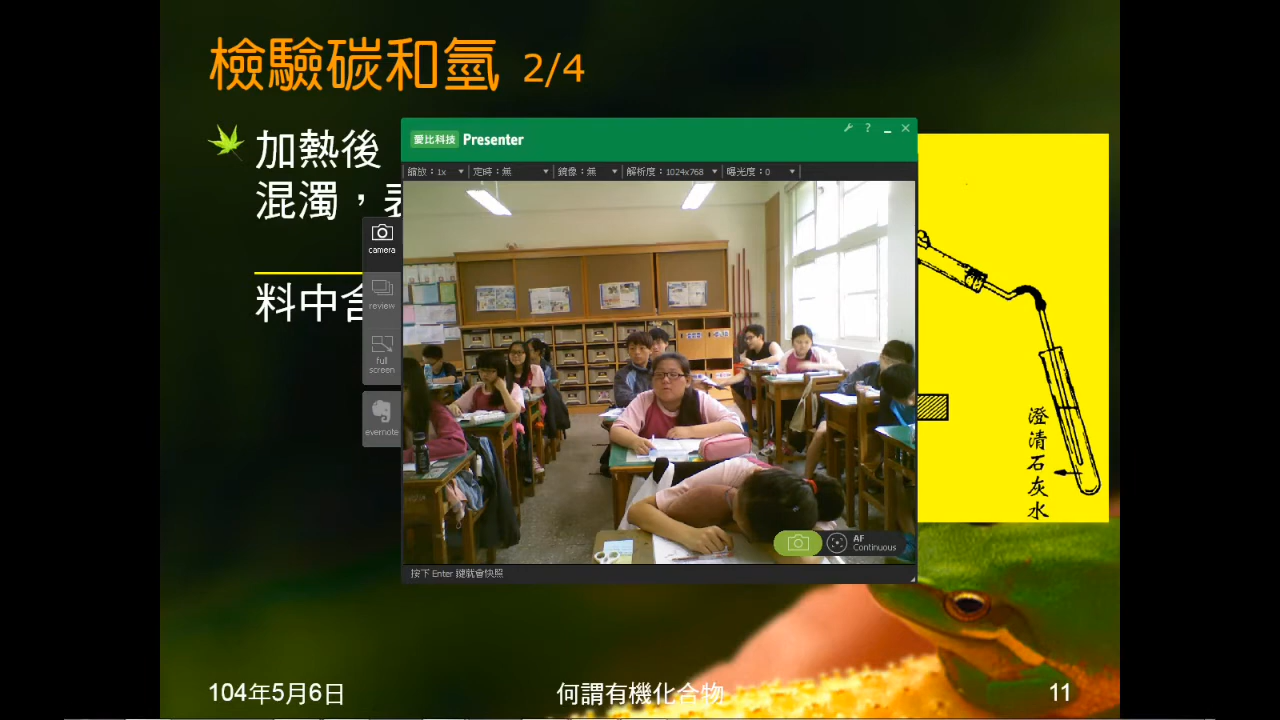 檢驗碳和氫 2/4
加熱後
混濁，表
料中含
愛比科技 Presenter
縮放：1x 定時：無 鏡像：無 解析度：1024x768 曝光度：0
camera
review
full
screen
evernote
AF
Continuous
按下 Enter 鍵就會快照
澄清石灰水
104年5月6日 何謂有機化合物 11